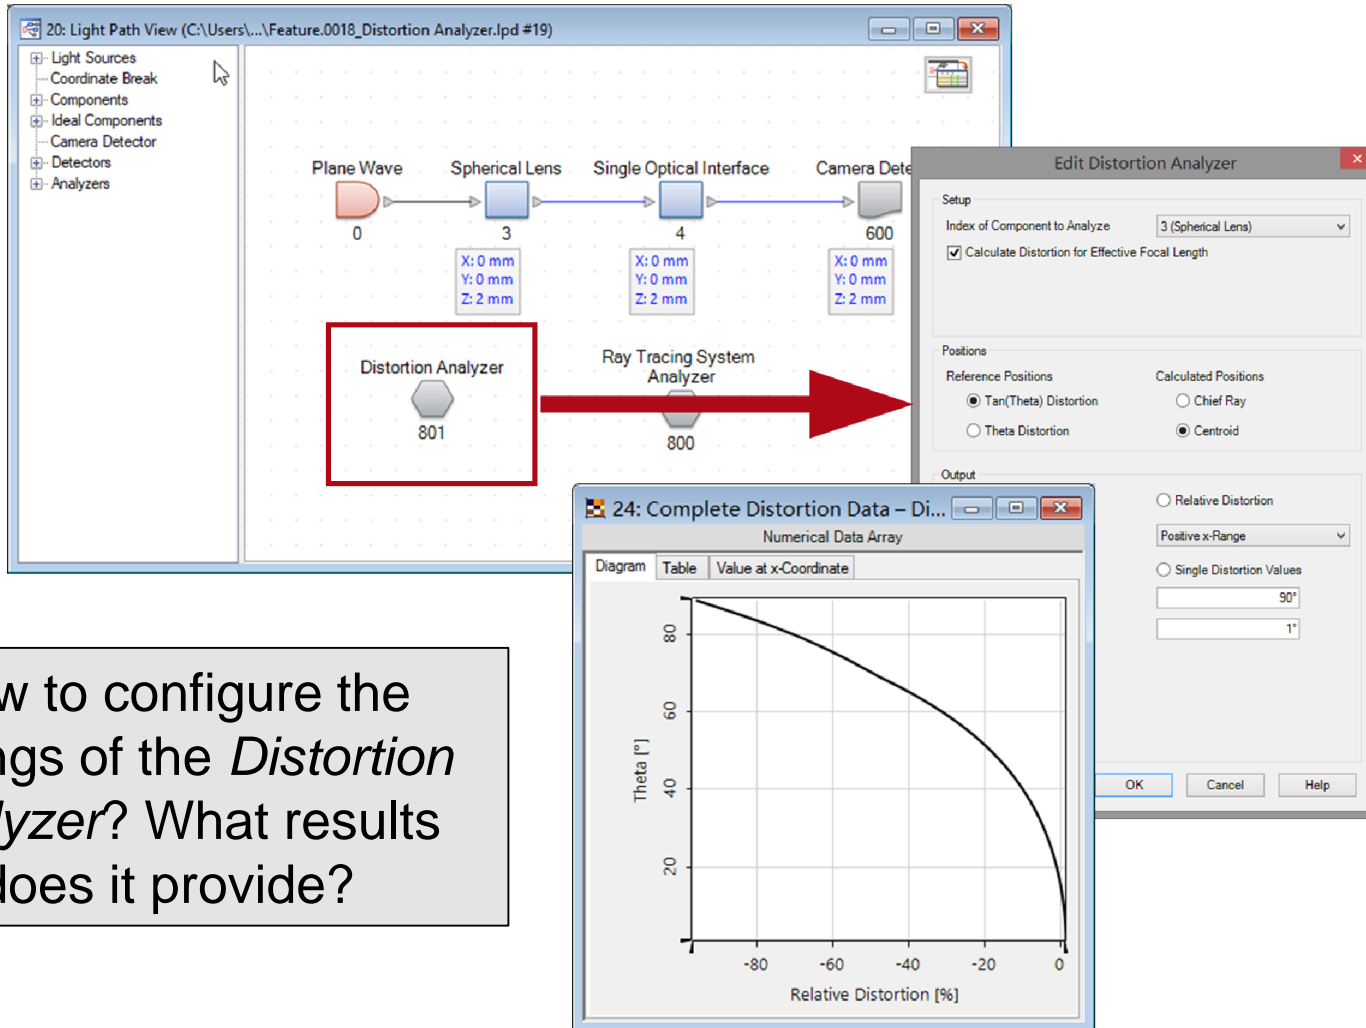 20: Light Path View (C:\Users\...\Feature.0018_Distortion Analyzer.lpd #19)
Light Sources
Coordinate Break
Components
Ideal Components
Camera Detector
Detectors
Analyzers
Plane Wave
0
Spherical Lens
3
X: 0 mm
Y: 0 mm
Z: 2 mm
Single Optical Interface
4
X: 0 mm
Y: 0 mm
Z: 2 mm
Camera Dete
600
X: 0 mm
Y: 0 mm
Z: 2 mm
Distortion Analyzer
801
Ray Tracing System
Analyzer
800
Edit Distortion Analyzer
Setup
Index of Component to Analyze 3 (Spherical Lens)
Calculate Distortion for Effective Focal Length
Positions
Reference Positions Calculated Positions
Tan(Theta) Distortion Chief Ray
Theta Distortion Centroid
Output
Relative Distortion
Positive x-Range
Single Distortion Values
90°
1°
OK Cancel Help
24: Complete Distortion Data – Di...
Numerical Data Array
Diagram Table Value at x-Coordinate
Theta [°]
80
60
40
20
-80 -60 -40 -20 0
Relative Distortion [%]
w to configure the
ngs of the Distortion
lyzer? What results
does it provide?